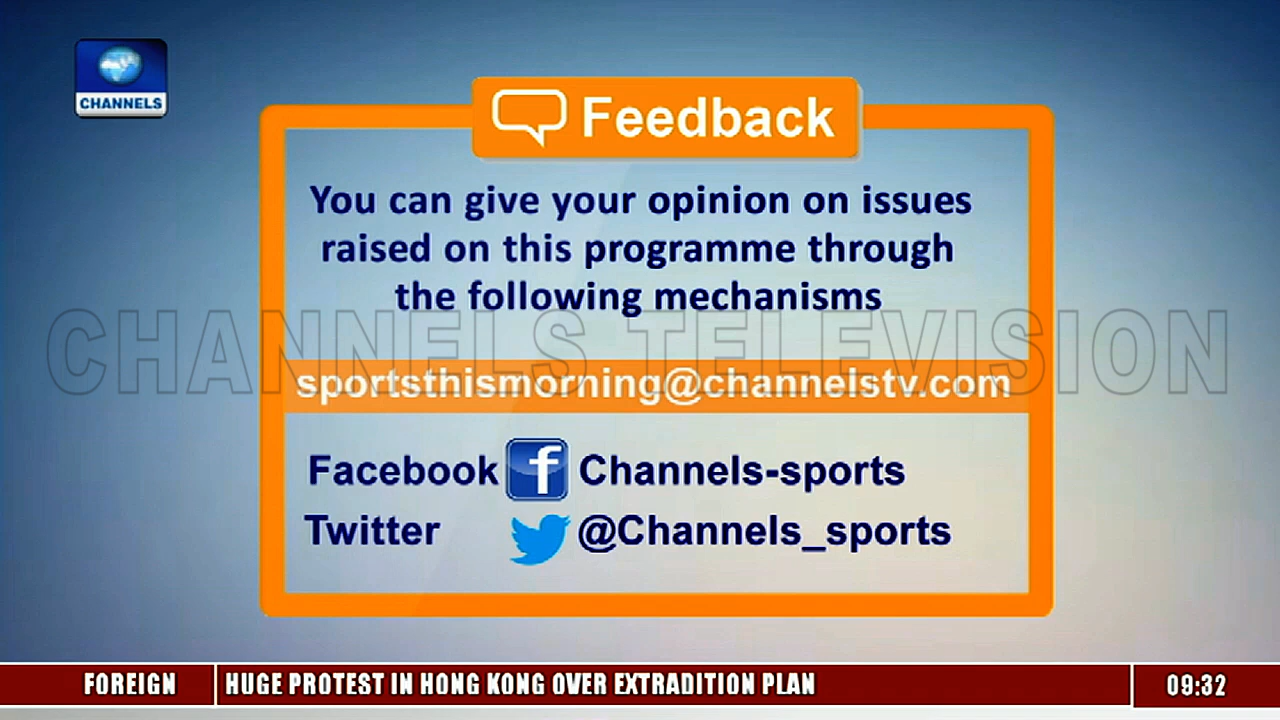 CHANNELS
Feedback
You can give your opinion on issues
raised on this programme through
the following mechanisms
CHANNELS TELEVISION
sportsthismorning@channelstv.com
Facebook f Channels-sports
Twitter @Channels_sports
FOREIGN HUGE PROTEST IN HONG KONG OVER EXTRADITION PLAN 09:32